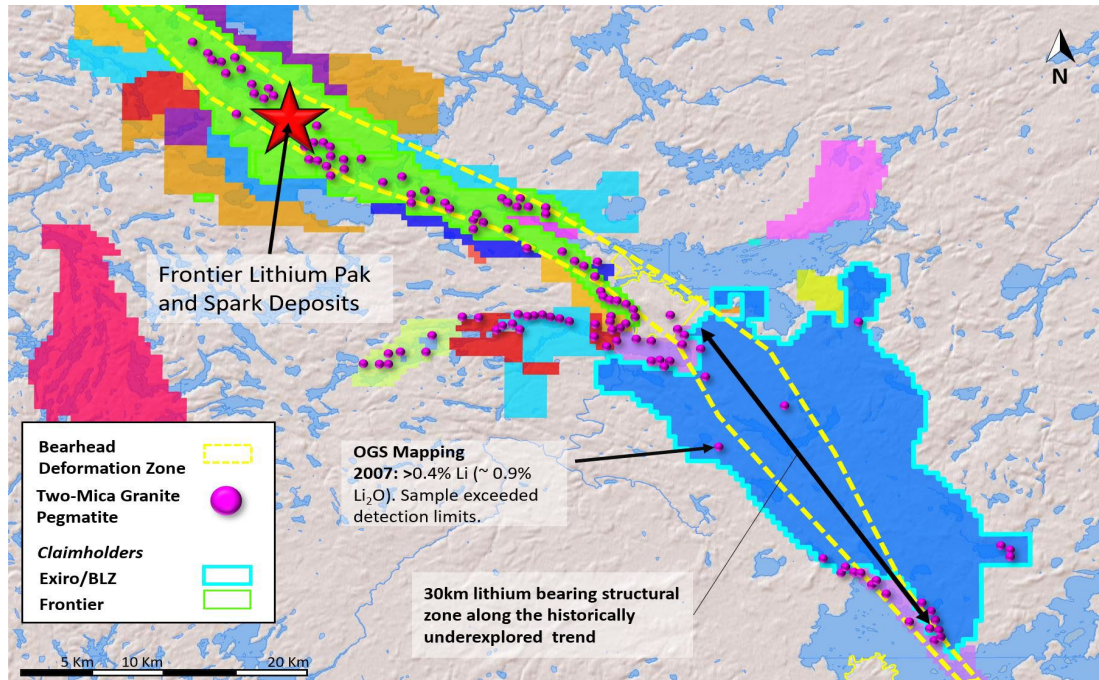 N
Frontier Lithium Pak
and Spark Deposits
OGS Mapping
2007: >0.4% Li (~ 0.9%
Li₂O). Sample exceeded
detection limits.
Bearhead
Deformation Zone
Two-Mica Granite
Pegmatite
Claimholders
Exiro/BLZ
Frontier
30km lithium bearing structural
zone along the historically
underexplored trend
5 Km 10 Km 20 Km